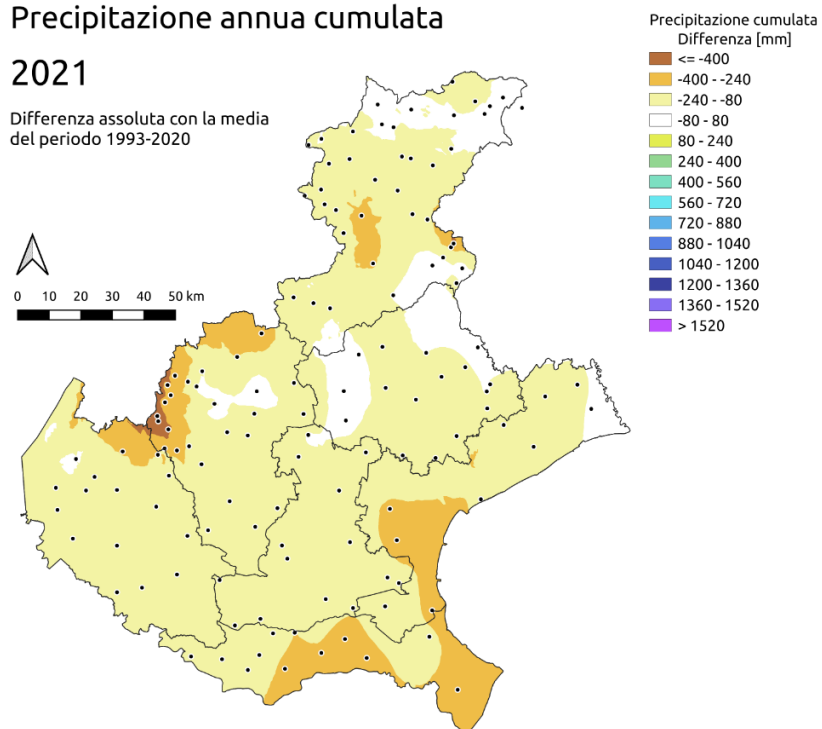 Precipitazione annua cumulata
2021
Differenza assoluta con la media
del periodo 1993-2020
0 10 20 30 40 50 km
Precipitazione cumulata
Differenza [mm]
<= -400
-400 - -240
-240 - -80
-80 - 80
80 - 240
240 - 400
400 - 560
560 - 720
720 - 880
880 - 1040
1040 - 1200
1200 - 1360
1360 - 1520
> 1520